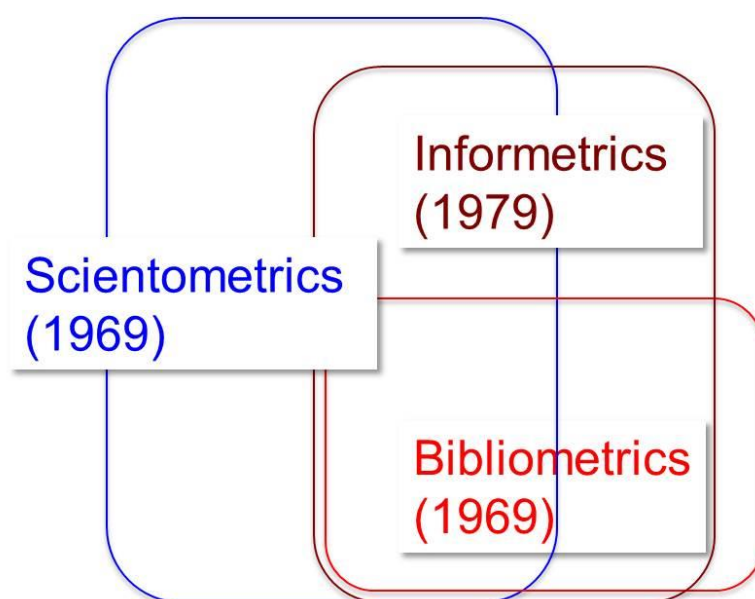 Informetrics
(1979)
Scientometrics
(1969)
Bibliometrics
(1969)